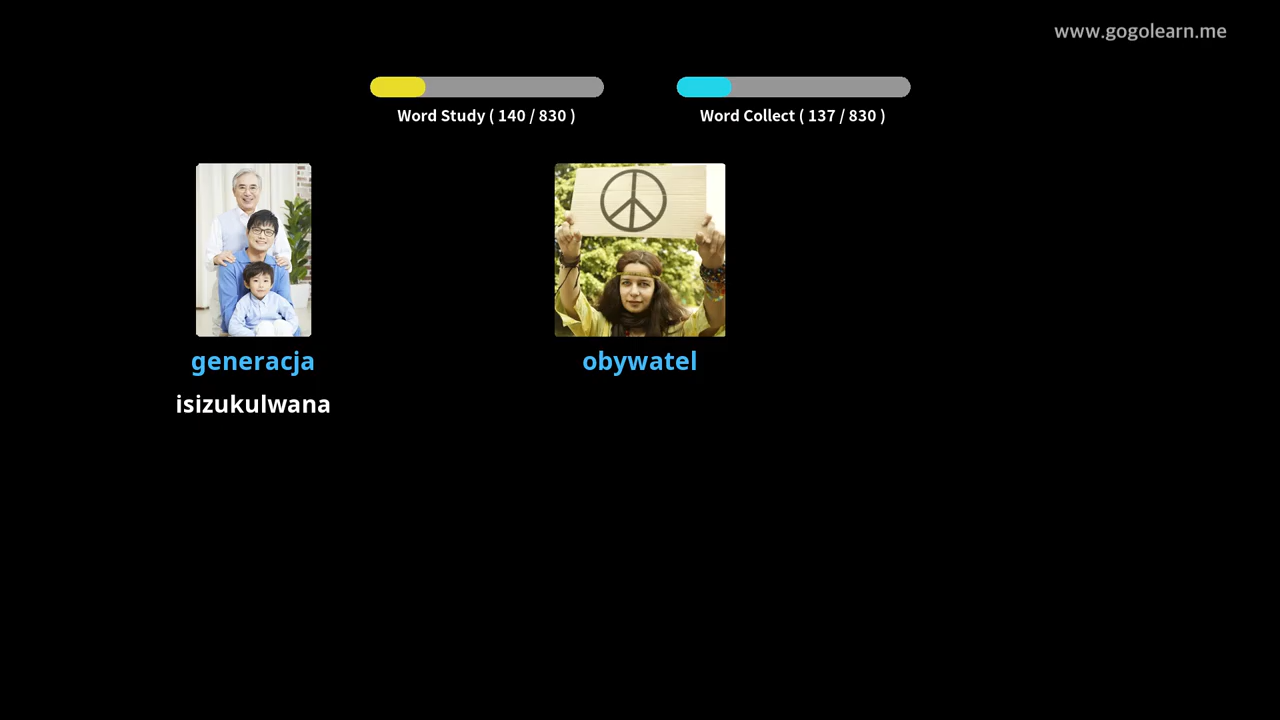 www.gogolearn.me
Word Study ( 140 / 830 )
Word Collect ( 137 / 830 )
generacja
obywatel
isizukulwana